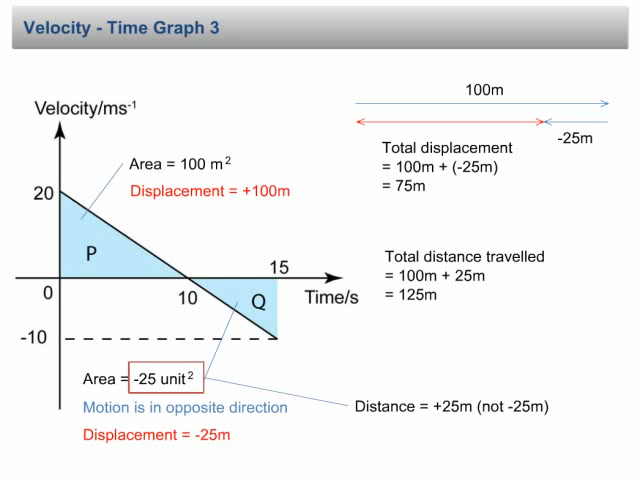 Velocity - Time Graph 3
100m
-25m
Total displacement
= 100m + (-25m)
= 75m
Velocity/ms⁻¹
Area = 100 m²
Displacement = +100m
20
P
15
0
10
Q
Time/s
-10
Total distance travelled
= 100m + 25m
= 125m
Area = -25 unit²
Motion is in opposite direction
Displacement = -25m
Distance = +25m (not -25m)